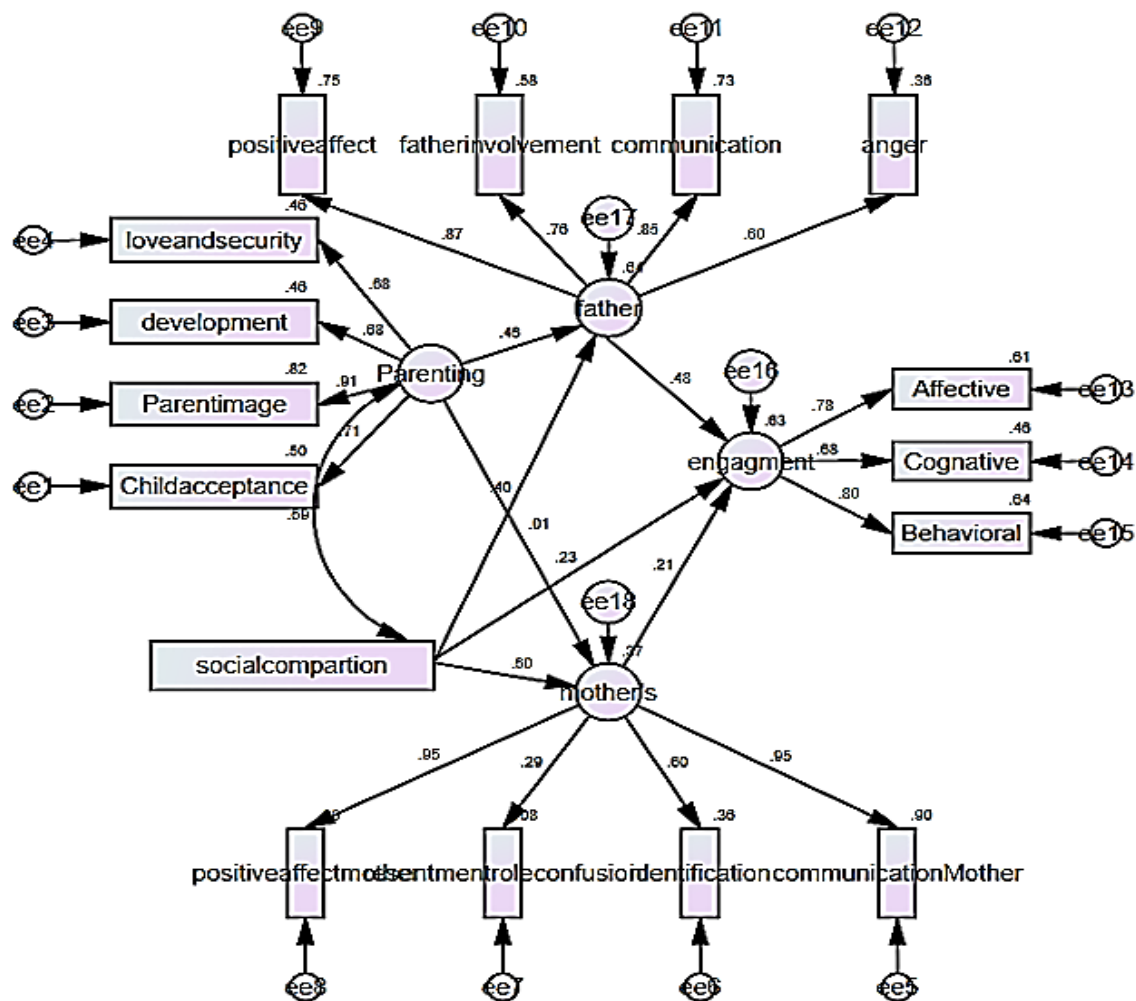 ee9 ee10 ee11 ee12
.75 .58 .73 .36
positiveaffect fatherinvolvement communication anger
.46
ee4 loveandsecurity
ee17
.87 .76 .85 .60
.68
.64
father
.46
ee3 development
.68
.46
Parenting
.82
ee2 Parentimage
.91
.48
ee16
.61
Affective ee13
.78
.63
.71
.50
engagment
.68
.46
Cognative ee14
ee1 Childacceptance
.59
.40
.01
.80
.64
Behavioral ee15
.23
.21
ee18
socialcompartion
.60
.37
mother's
.95 .29 .60 .95
.08 .36 .90
positiveaffectmother roleconfusion identification communicationMother
ee8 ee7 ee6 ee5